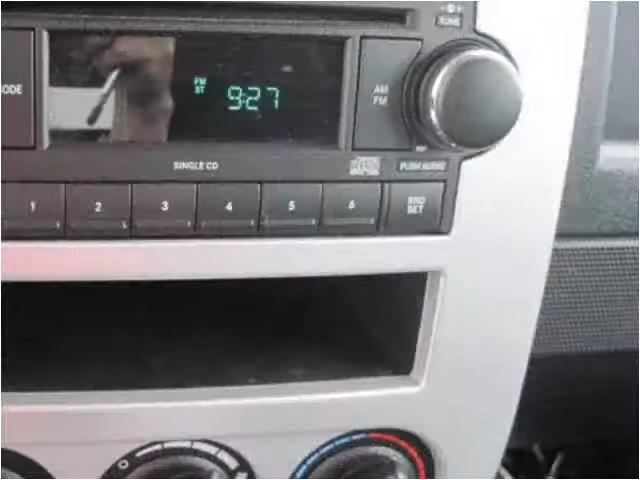 TUNE
ODE
FM
ST
9:27
AM
FM
SINGLE CD
PUSH AUDIO
1 2 3 4 5 6
RND
SET